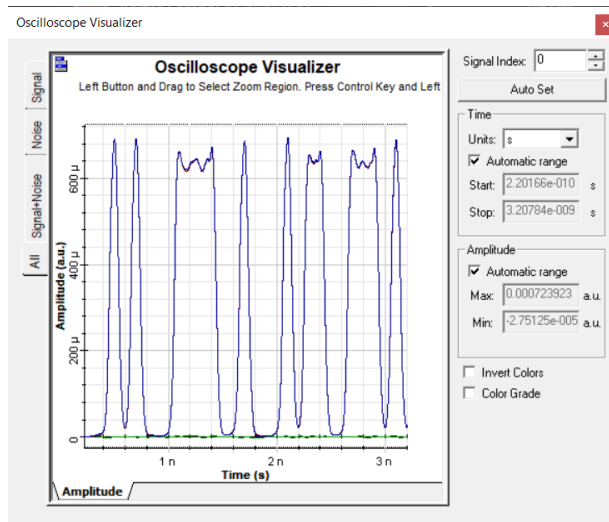 Oscilloscope Visualizer
Signal Index: 0
Auto Set
Time
Units: s
Automatic range
Start: 2.20166e-010 s
Stop: 3.20784e-009 s
Amplitude
Automatic range
Max: 0.000723923 a.u.
Min: -2.75125e-005 a.u.
Invert Colors
Color Grade
Signal
Noise
Signal+Noise
All
Oscilloscope Visualizer
Left Button and Drag to Select Zoom Region. Press Control Key and Left
Amplitude (a.u.)
600 µ
400 µ
200 µ
0
1 n
2 n
3 n
Time (s)
Amplitude